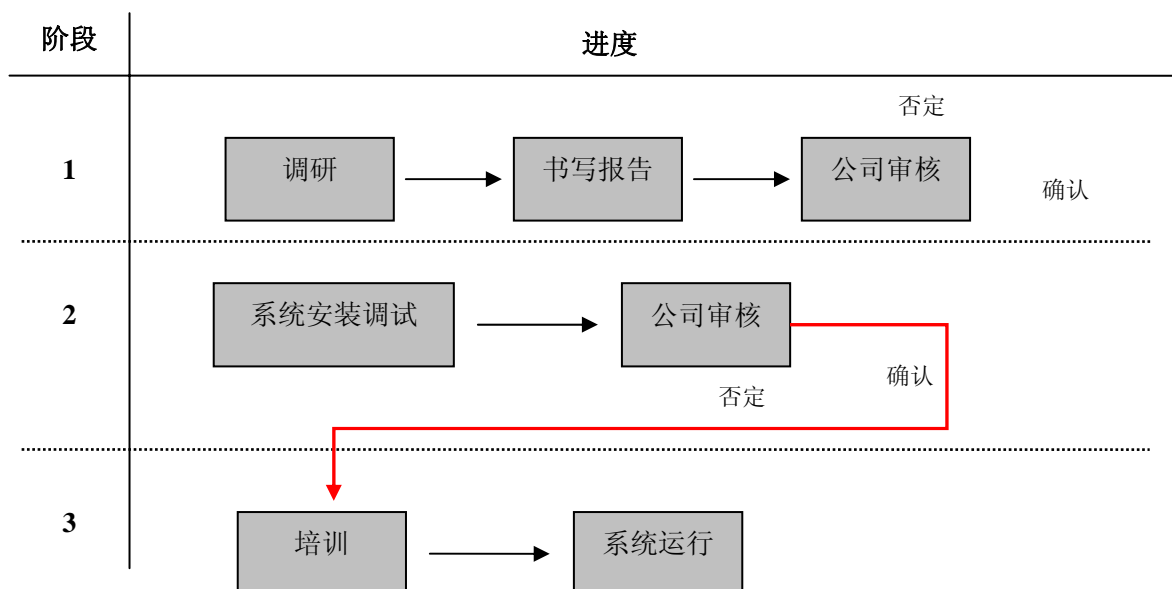 阶段 进度
否定
1 调研 书写报告 公司审核
确认
2 系统安装调试 公司审核
确认
否定
3 培训 系统运行